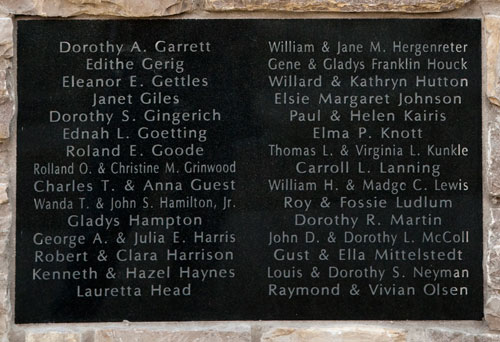 Dorothy A. Garrett
Edithe Gerig
Eleanor E. Gettles
Janet Giles
Dorothy S. Gingerich
Ednah L. Goetting
Roland E. Goode
Rolland O. & Christine M. Grinwood
Charles T. & Anna Guest
Wanda T. & John S. Hamilton, Jr.
Gladys Hampton
George A. & Julia E. Harris
Robert & Clara Harrison
Kenneth & Hazel Haynes
Lauretta Head
William & Jane M. Hergenreter
Gene & Gladys Franklin Houck
Willard & Kathryn Hutton
Elsie Margaret Johnson
Paul & Helen Kairis
Elma P. Knott
Thomas L. & Virginia L. Kunkle
Carroll L. Lanning
William H. & Madge C. Lewis
Roy & Fossie Ludlum
Dorothy R. Martin
John D. & Dorothy L. McColl
Gust & Ella Mittelstedt
Louis & Dorothy S. Neyman
Raymond & Vivian Olsen